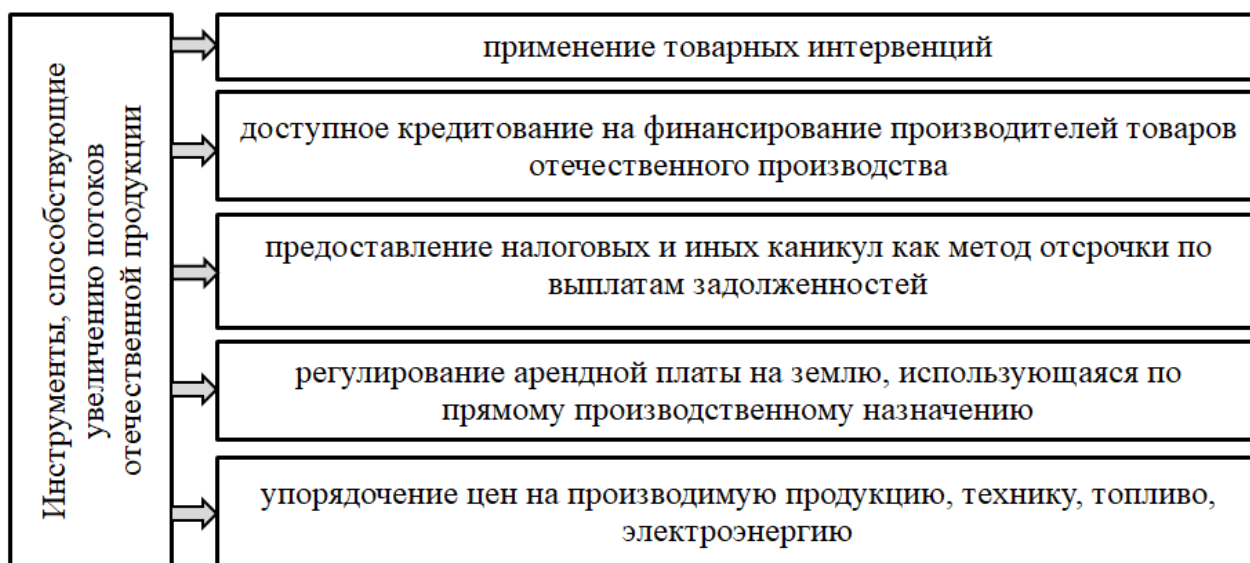 Инструменты, способствующие
увеличению потоков
отечественной продукции
применение товарных интервенций
доступное кредитование на финансирование производителей товаров
отечественного производства
предоставление налоговых и иных каникул как метод отсрочки по
выплатам задолженностей
регулирование арендной платы на землю, использующаяся по
прямому производственному назначению
упорядочение цен на производимую продукцию, технику, топливо,
электроэнергию